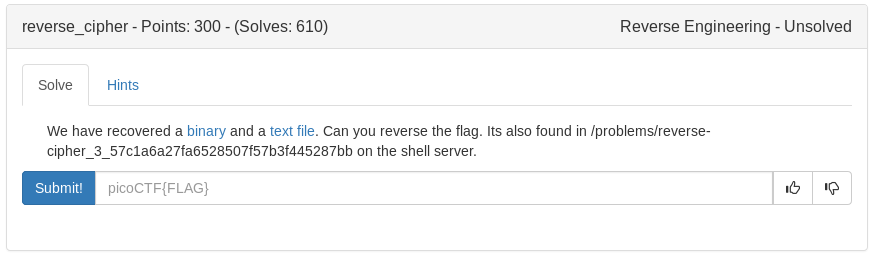 reverse_cipher - Points: 300 - (Solves: 610) Reverse Engineering - Unsolved
Solve Hints
We have recovered a binary and a text file. Can you reverse the flag. Its also found in /problems/reverse-
cipher_3_57c1a6a27fa6528507f57b3f445287bb on the shell server.
Submit! picoCTF{FLAG}